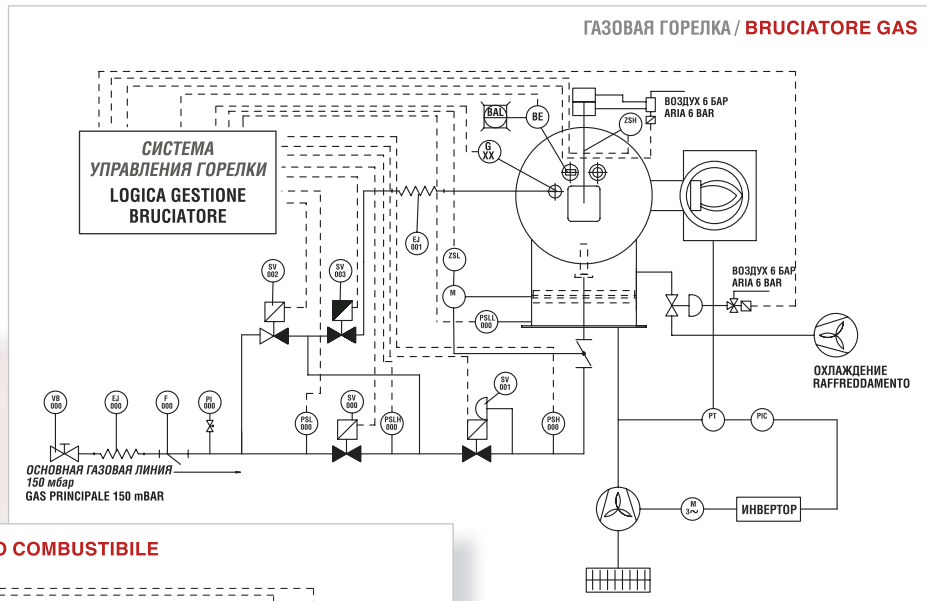 ГАЗОВАЯ ГОРЕЛКА / BRUCIATORE GAS
ВОЗДУХ 6 БАР
ARIA 6 BAR
BAL
BE
ZSH
G
XX
СИСТЕМА
УПРАВЛЕНИЯ ГОРЕЛКИ
LOGICA GESTIONE
BRUCIATORE
EJ
001
ZSL
SV
002
SV
003
M
PSLL
000
ВОЗДУХ 6 БАР
ARIA 6 BAR
ОХЛАЖДЕНИЕ
RAFFREDDAMENTO
VB
000
EJ
000
F
000
PI
000
PSL
000
SV
000
PSLH
000
SV
001
PSH
000
PT
PIC
ОСНОВНАЯ ГАЗОВАЯ ЛИНИЯ
150 мбар
GAS PRINCIPALE 150 mBAR
M
3~
ИНВЕРТОР
O COMBUSTIBILE